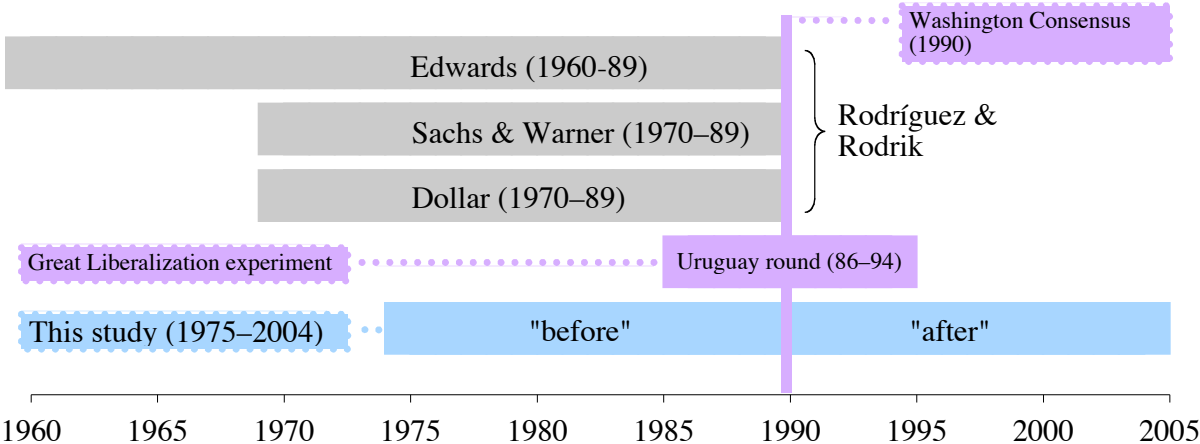 Washington Consensus
(1990)
Edwards (1960-89)
Sachs & Warner (1970–89)
Rodríguez &
Rodrik
Dollar (1970–89)
Great Liberalization experiment
Uruguay round (86–94)
This study (1975–2004)
"before"
"after"
1960 1965 1970 1975 1980 1985 1990 1995 2000 2005